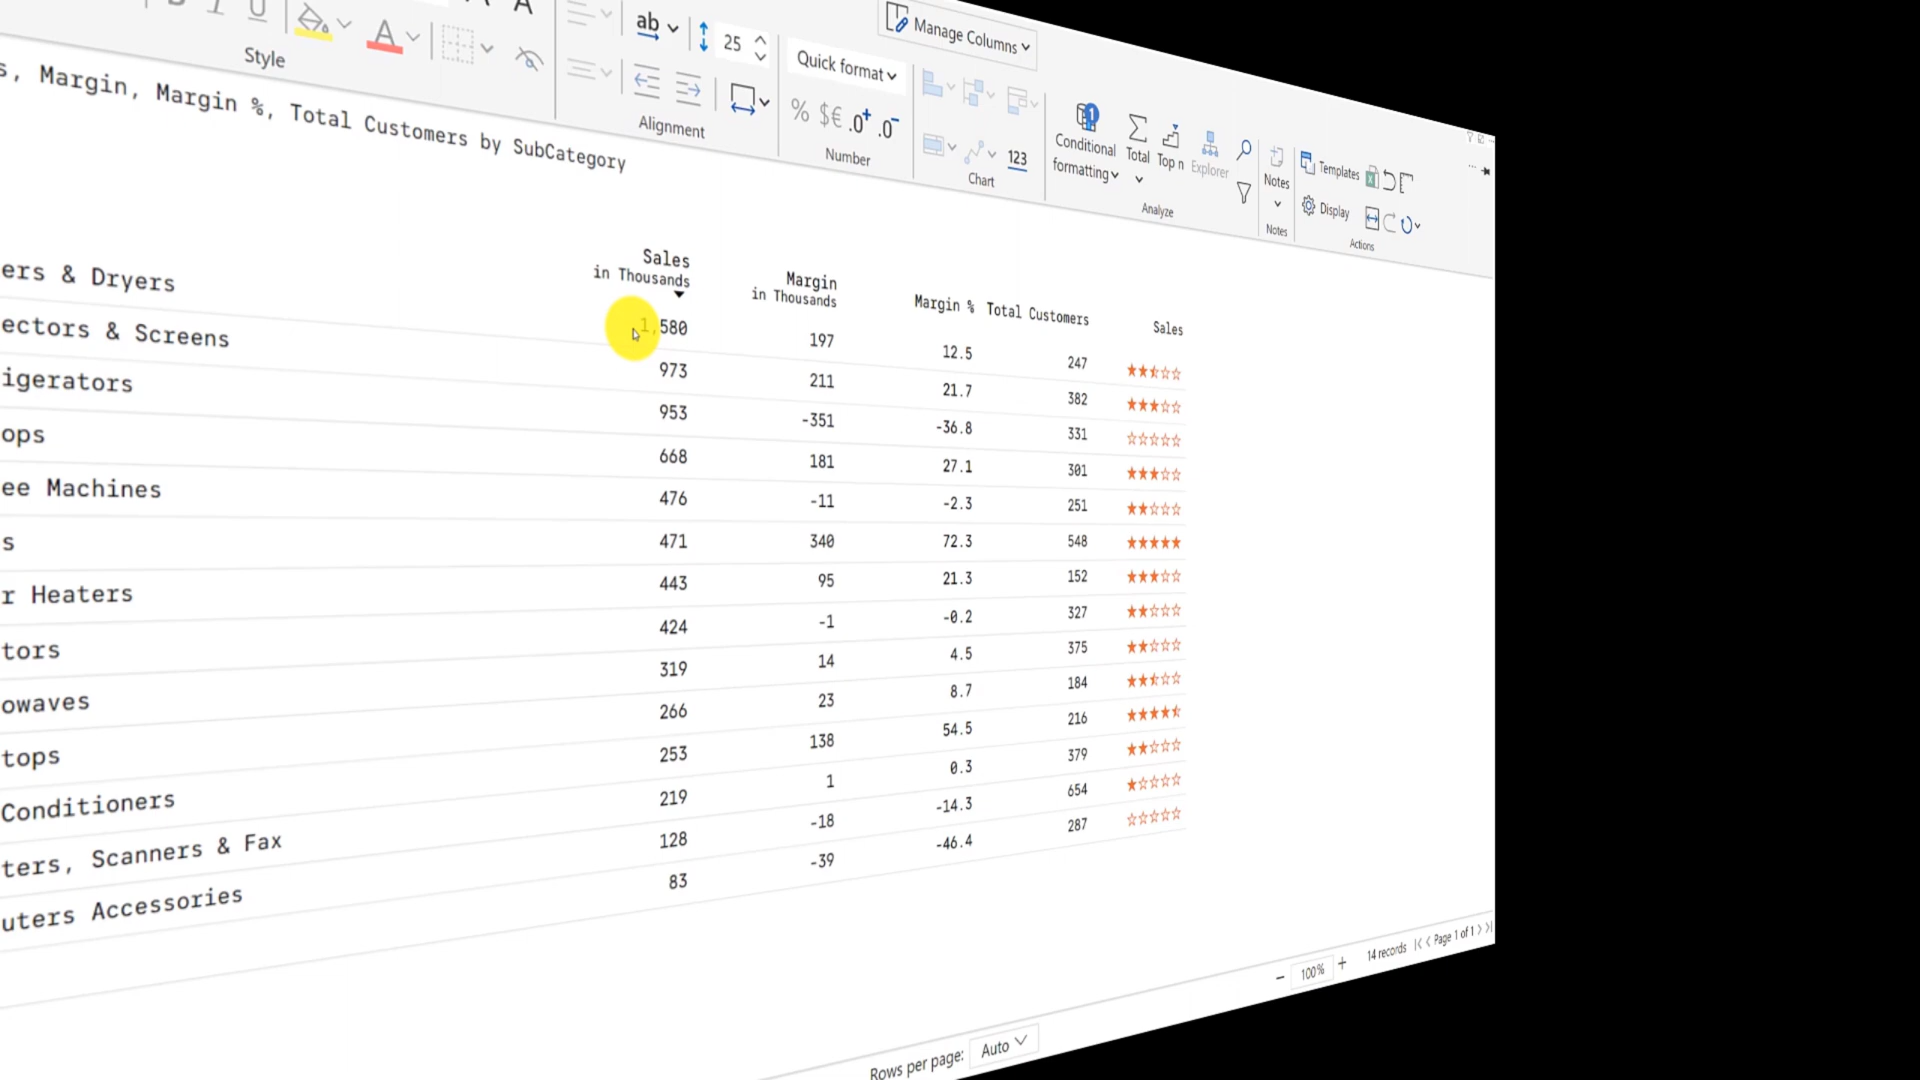 Manage Columns
ab
25
Quick format
Style
Alignment
% $€ .0+ .0-
Number
123
Chart
Conditional
formatting
1
Total
Top n
Explorer
Analyze
Notes
Notes
Templates
Display
Actions
s, Margin, Margin %, Total Customers by SubCategory
Sales
in Thousands
Margin
in Thousands
Margin %
Total Customers
Sales
ers & Dryers 1,580 197 12.5 247
ectors & Screens 973 211 21.7 382
igerators 953 -351 -36.8 331
ops 668 181 27.1 301
ee Machines 476 -11 -2.3 251
s 471 340 72.3 548
r Heaters 443 95 21.3 152
tors 424 -1 -0.2 327
owaves 319 14 4.5 375
tops 266 23 8.7 184
Conditioners 253 138 54.5 216
ters, Scanners & Fax 219 1 0.3 379
uters Accessories 128 -18 -14.3 654
83 -39 -46.4 287
100%
14 records
Page 1 of 1
Rows per page: Auto